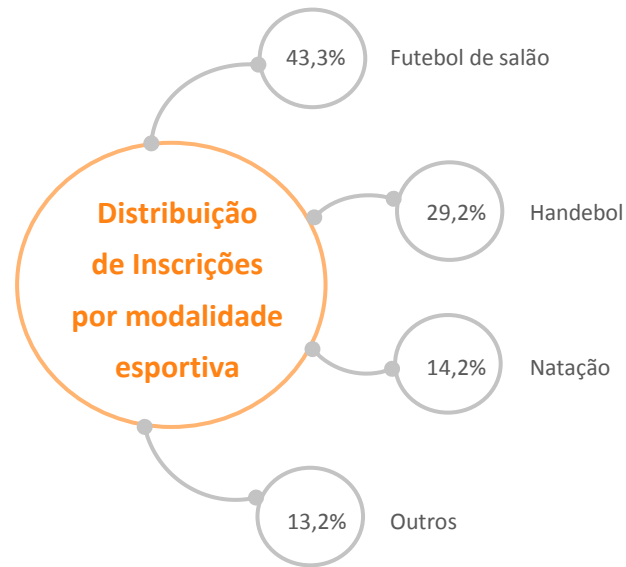 43,3% Futebol de salão
Distribuição
de Inscrições
por modalidade
esportiva
29,2% Handebol
14,2% Natação
13,2% Outros